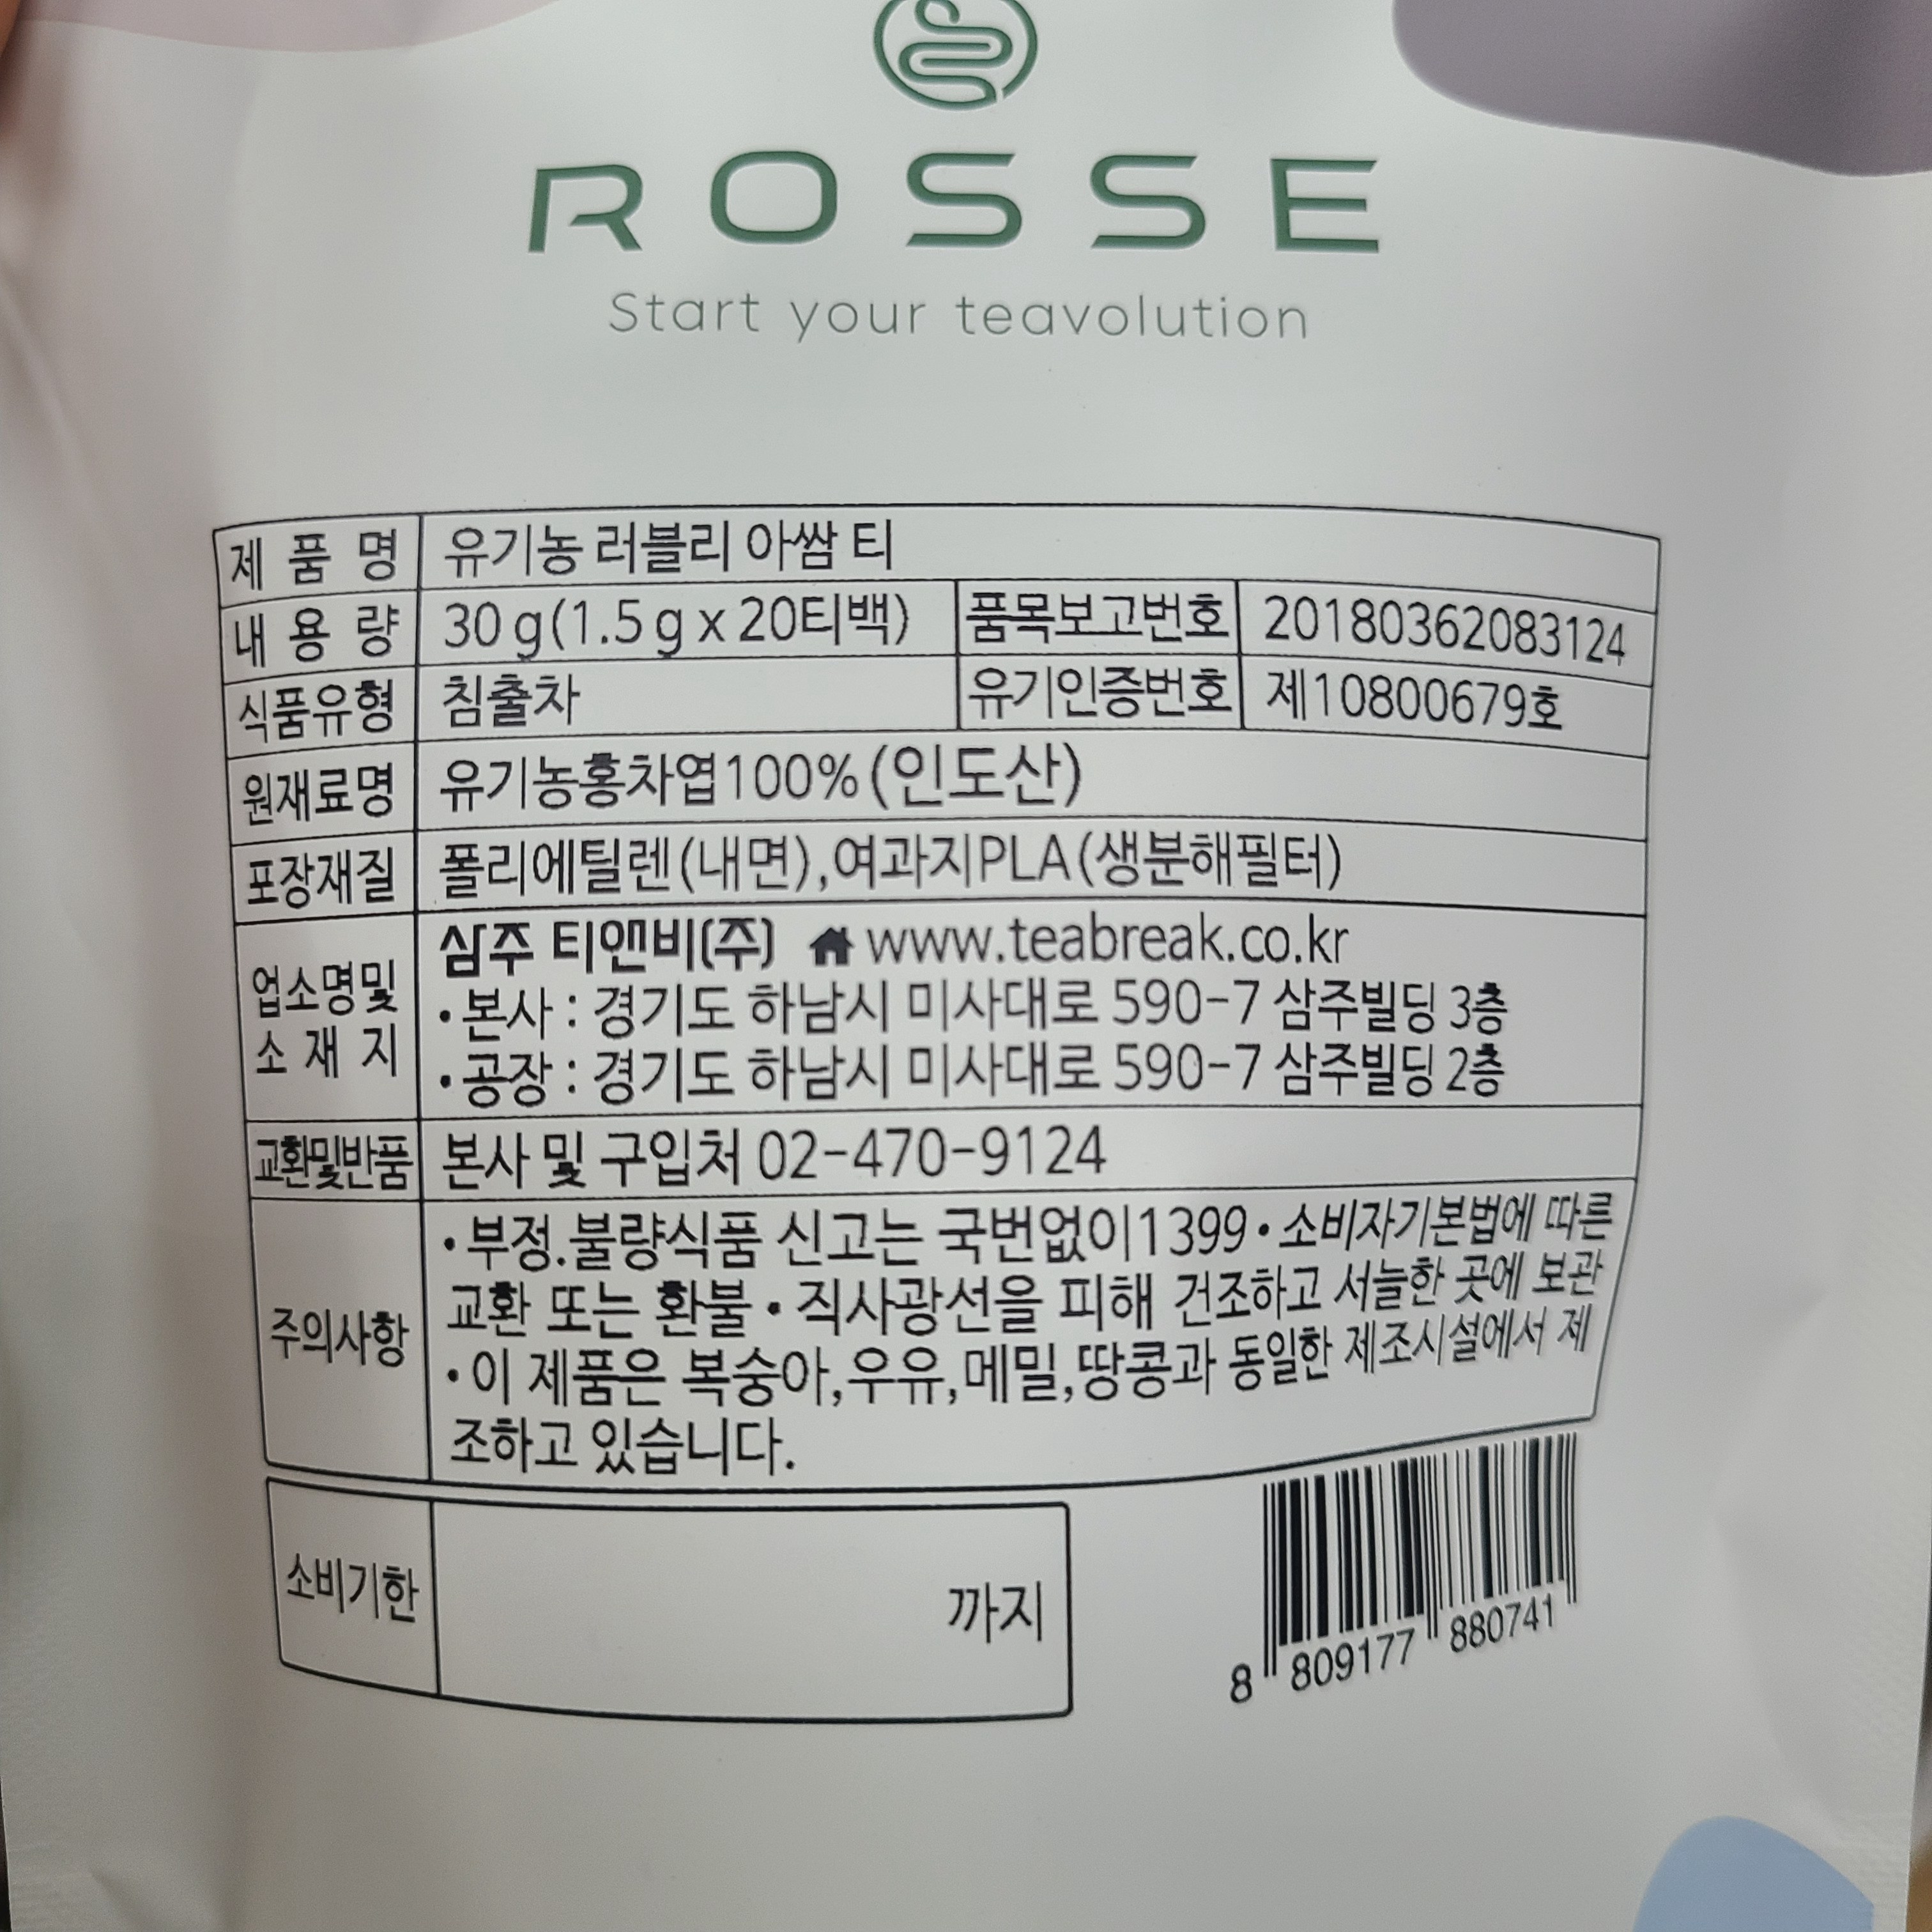 ROSSE
Start your teavolution
제 품 명 유기농 러블리 아쌈 티
내 용 량 30g(1.5g x 20티백) 품목보고번호 20180362083124
식품유형 침출차 유기인증번호 제10800679호
원재료명 유기농홍차엽100%(인도산)
포장재질 폴리에틸렌(내면),여과지PLA(생분해필터)
업소명및 소 재 지 삼주 티앤비(주) www.teabreak.co.kr
•본사 : 경기도 하남시 미사대로 590-7 삼주빌딩 3층
•공장 : 경기도 하남시 미사대로 590-7 삼주빌딩 2층
교환및반품 본사 및 구입처 02-470-9124
주의사항 •부정.불량식품 신고는 국번없이1399•소비자기본법에 따른
교환 또는 환불•직사광선을 피해 건조하고 서늘한 곳에 보관
•이 제품은 복숭아,우유,메밀,땅콩과 동일한 제조시설에서 제
조하고 있습니다.
소비기한 까지
8 809177 880741